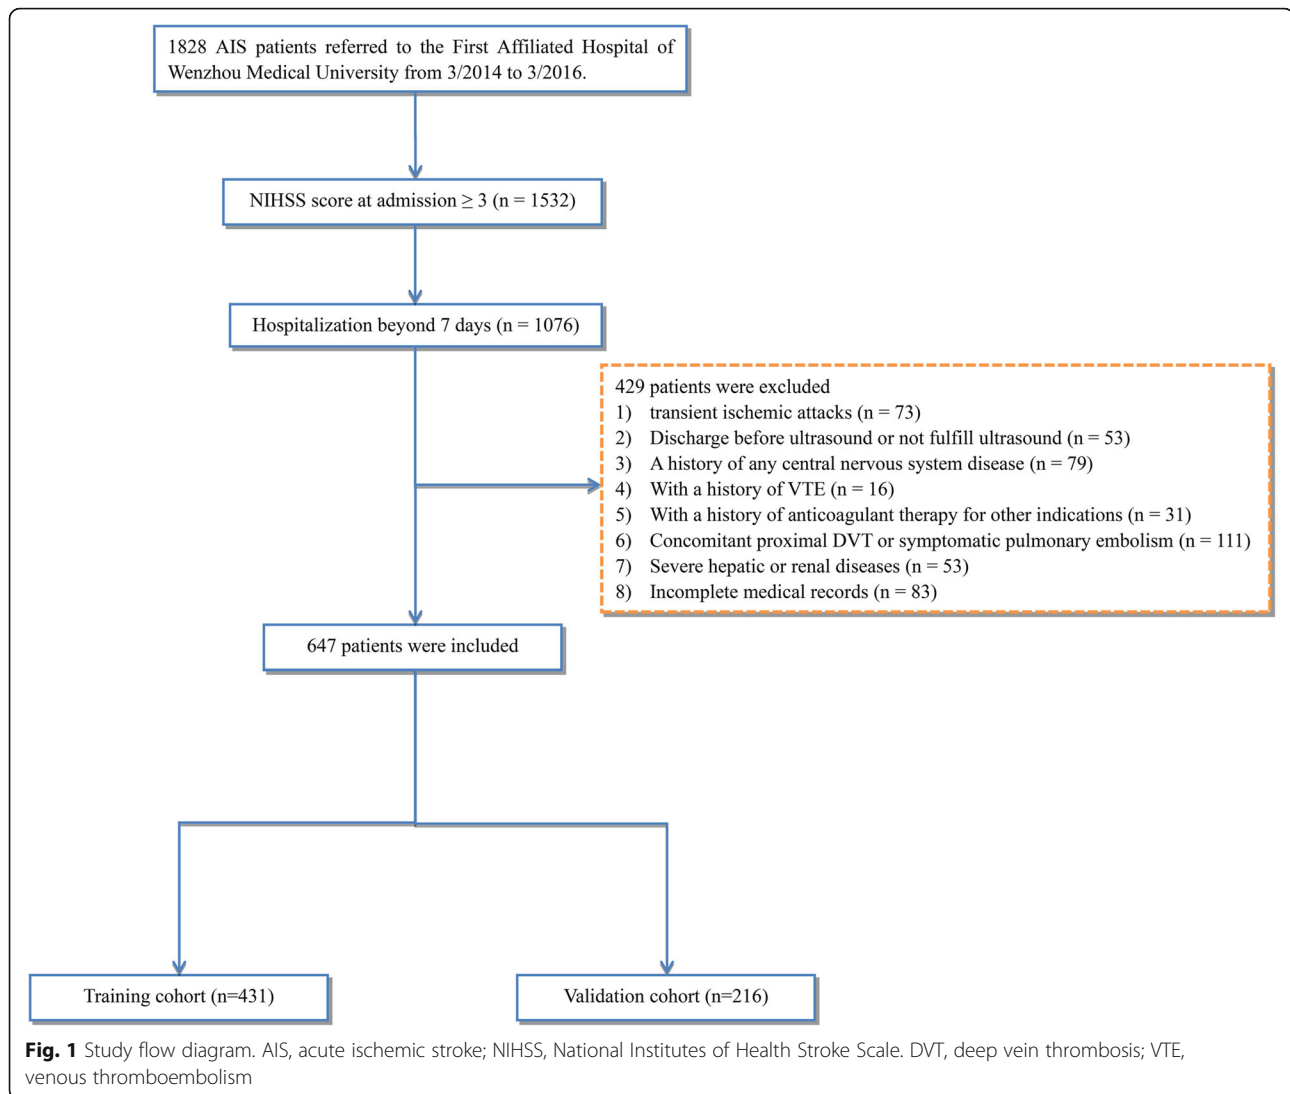 1828 AIS patients referred to the First Affiliated Hospital of
Wenzhou Medical University from 3/2014 to 3/2016.
NIHSS score at admission ≥ 3 (n = 1532)
Hospitalization beyond 7 days (n = 1076)
429 patients were excluded
1) transient ischemic attacks (n = 73)
2) Discharge before ultrasound or not fulfill ultrasound (n = 53)
3) A history of any central nervous system disease (n = 79)
4) With a history of VTE (n = 16)
5) With a history of anticoagulant therapy for other indications (n = 31)
6) Concomitant proximal DVT or symptomatic pulmonary embolism (n = 111)
7) Severe hepatic or renal diseases (n = 53)
8) Incomplete medical records (n = 83)
647 patients were included
Training cohort (n=431)
Validation cohort (n=216)
Fig. 1 Study flow diagram. AIS, acute ischemic stroke; NIHSS, National Institutes of Health Stroke Scale. DVT, deep vein thrombosis; VTE,
venous thromboembolism